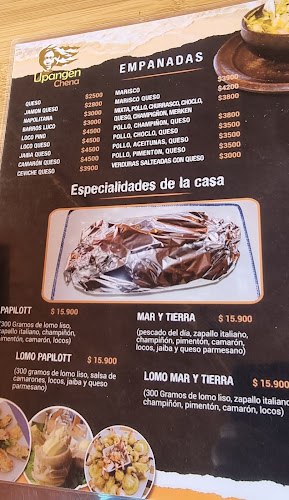 Lipangen
Cheria
EMPANADAS
QUESO $2500
JAMON QUESO $2800
NAPOLITANA $3000
BARROS LUCO $3000
LOCO PINO $4500
LOCO QUESO $4500
JAIBA QUESO $4500
CAMARÓN QUESO $3900
CEVICHE QUESO $3900
MARISCO $3900
MARISCO QUESO $4200
MIXTA, POLLO, CHURRASCO, CHOCLO, $3800
QUESO, CHAMPIÑON, MERKEN
POLLO, CHAMPIÑON, QUESO $3800
POLLO, CHOCLO, QUESO $3500
POLLO, ACEITUNAS, QUESO $3500
POLLO, PIMENTON, QUESO $3500
VERDURAS SALTEADAS CON QUESO $3000
Especialidades de la casa
PAPILOTT $ 15.900
(300 Gramos de lomo liso,
zapallo italiano, champiñón,
pimentón, camarón, locos)
LOMO PAPILOTT $ 15.900
(300 gramos de lomo liso, salsa de
camarones, locos, jaiba y queso
parmesano)
MAR Y TIERRA $ 15.900
(pescado del día, zapallo italiano,
champiñón, pimentón, camarón,
locos, jaiba y queso parmesano)
LOMO MAR Y TIERRA $ 15.900
(300 Gramos de lomo liso, zapallo italiano,
champiñón, pimentón, camarón, locos)